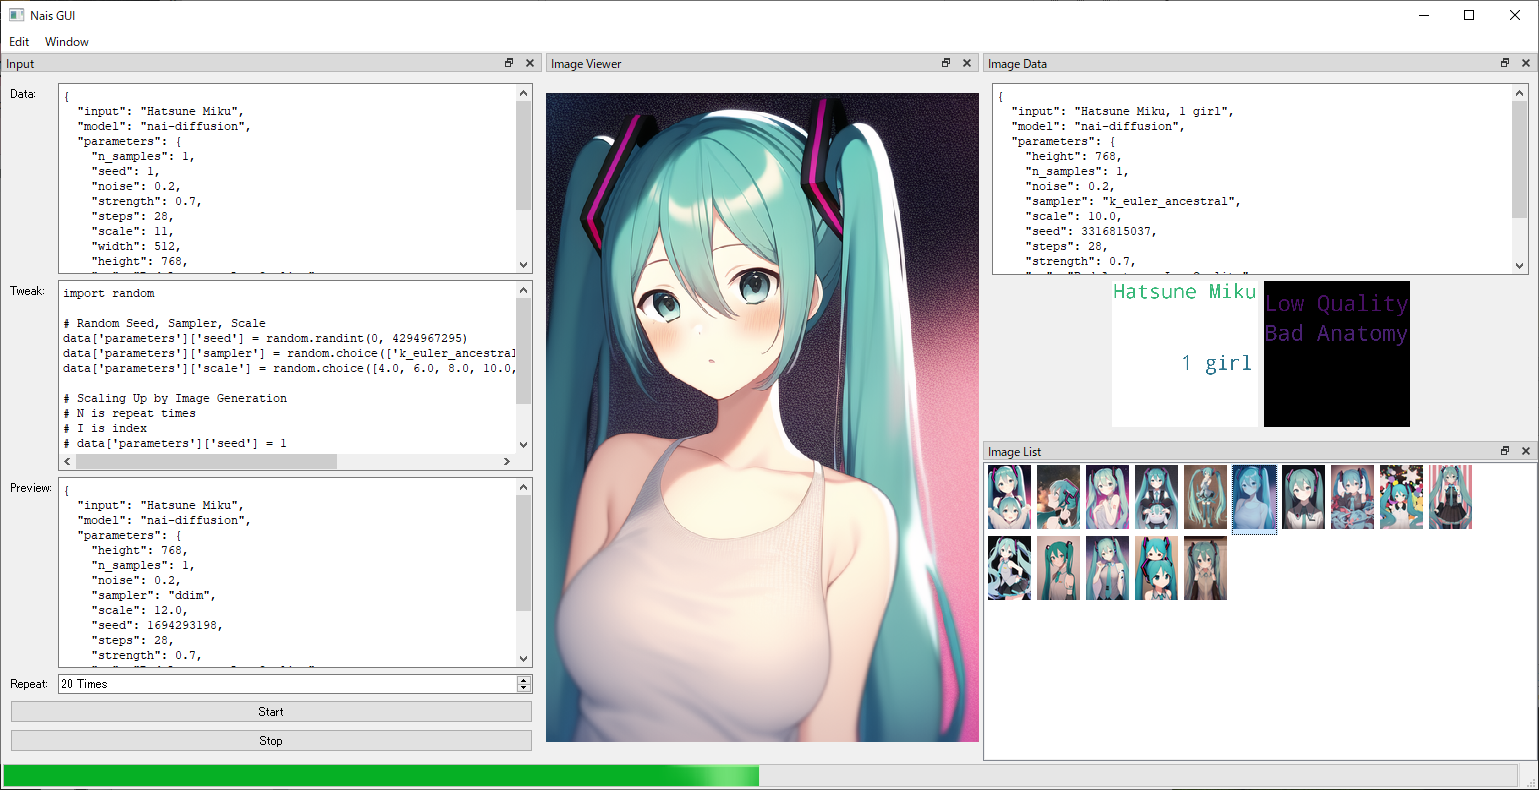 Nais GUI
Edit Window
Input
Data:
{
"input": "Hatsune Miku",
"model": "nai-diffusion",
"parameters": {
"n_samples": 1,
"seed": 1,
"noise": 0.2,
"strength": 0.7,
"steps": 28,
"scale": 11,
"width": 512,
"height": 768,
Tweak:
import random
# Random Seed, Sampler, Scale
data['parameters']['seed'] = random.randint(0, 4294967295)
data['parameters']['sampler'] = random.choice(['k_euler_ancestral
data['parameters']['scale'] = random.choice([4.0, 6.0, 8.0, 10.0,
# Scaling Up by Image Generation
# N is repeat times
# I is index
# data['parameters']['seed'] = 1
Preview:
{
"input": "Hatsune Miku",
"model": "nai-diffusion",
"parameters": {
"height": 768,
"n_samples": 1,
"noise": 0.2,
"sampler": "ddim",
"scale": 12.0,
"seed": 1694293198,
"steps": 28,
"strength": 0.7,
Repeat: 20 Times
Start
Stop
Image Viewer
Image Data
{
"input": "Hatsune Miku, 1 girl",
"model": "nai-diffusion",
"parameters": {
"height": 768,
"n_samples": 1,
"noise": 0.2,
"sampler": "k_euler_ancestral",
"scale": 10.0,
"seed": 3316815037,
"steps": 28,
"strength": 0.7,
Hatsune Miku
1 girl
Low Quality
Bad Anatomy
Image List